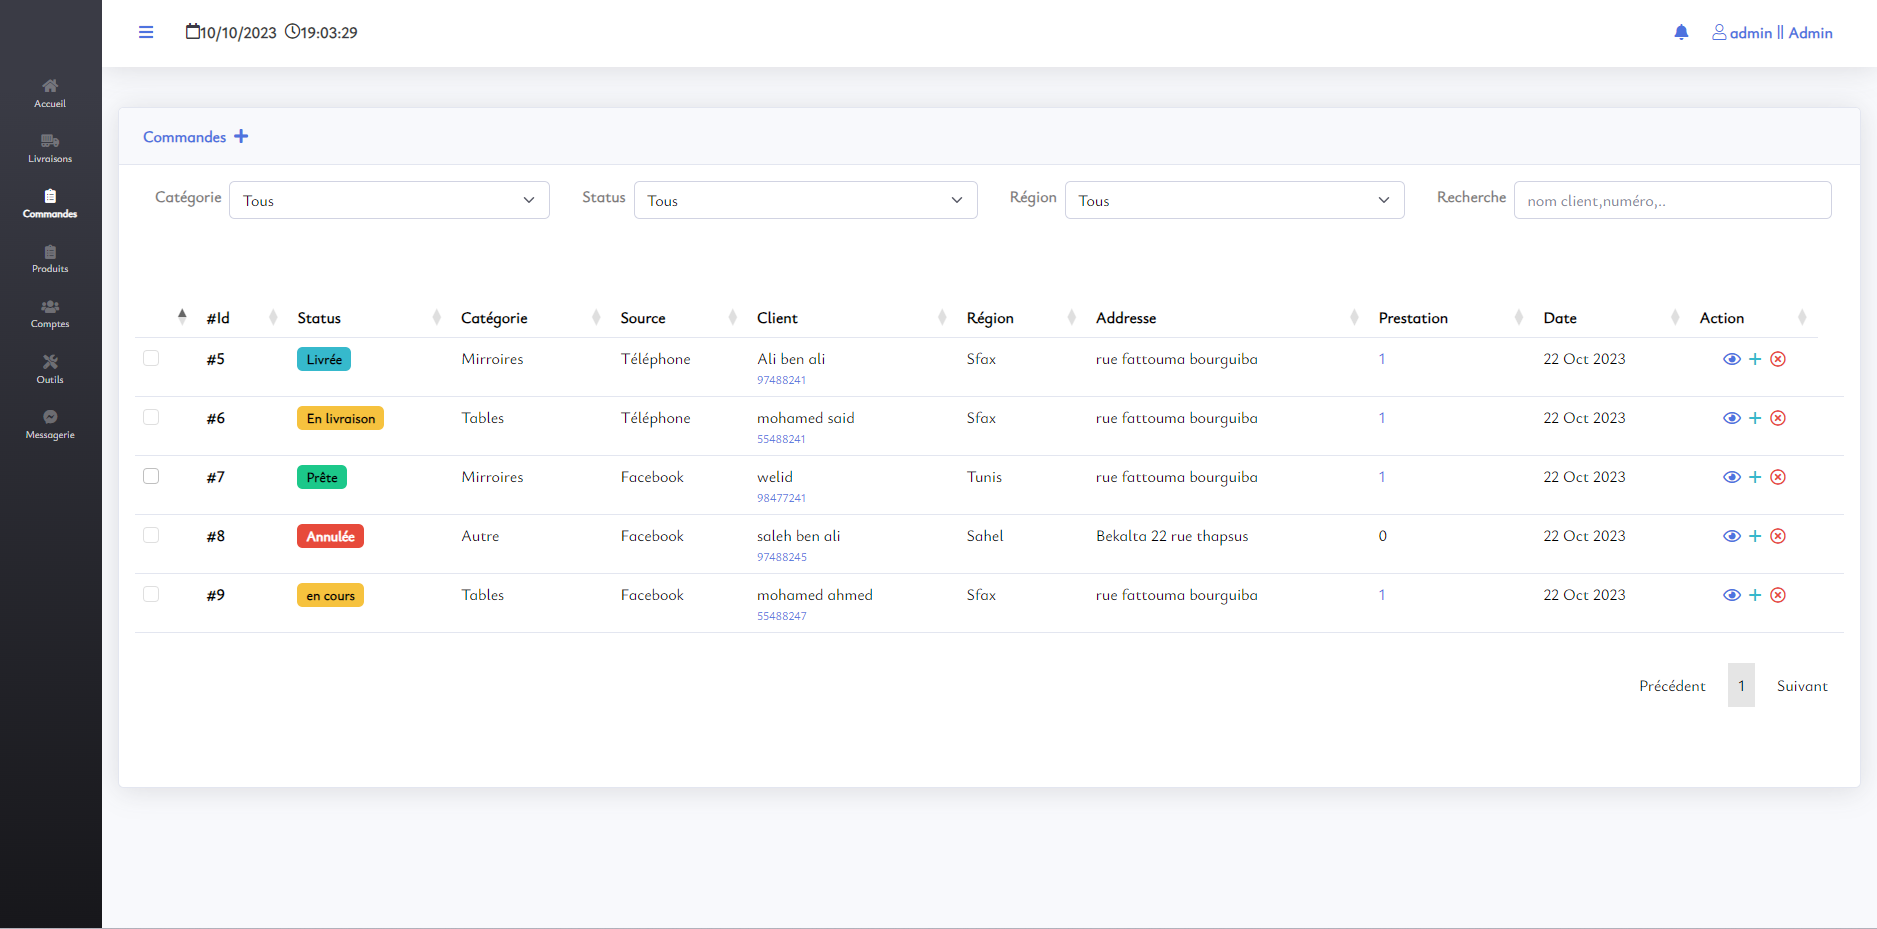 10/10/2023 19:03:29
admin || Admin
Accueil
Livraisons
Commandes
Produits
Comptes
Outils
Messagerie
Commandes
Catégorie Tous Status Tous Région Tous Recherche nom client,numéro,..
#Id Status Catégorie Source Client Région Addresse Prestation Date Action
#5 Livrée Mirroires Téléphone Ali ben ali Sfax rue fattouma bourguiba 1 22 Oct 2023
97488241
#6 En livraison Tables Téléphone mohamed said Sfax rue fattouma bourguiba 1 22 Oct 2023
55488241
#7 Prête Mirroires Facebook welid Tunis rue fattouma bourguiba 1 22 Oct 2023
98477241
#8 Annulée Autre Facebook saleh ben ali Sahel Bekalta 22 rue thapsus 0 22 Oct 2023
97488245
#9 en cours Tables Facebook mohamed ahmed Sfax rue fattouma bourguiba 1 22 Oct 2023
55488247
Précédent 1 Suivant